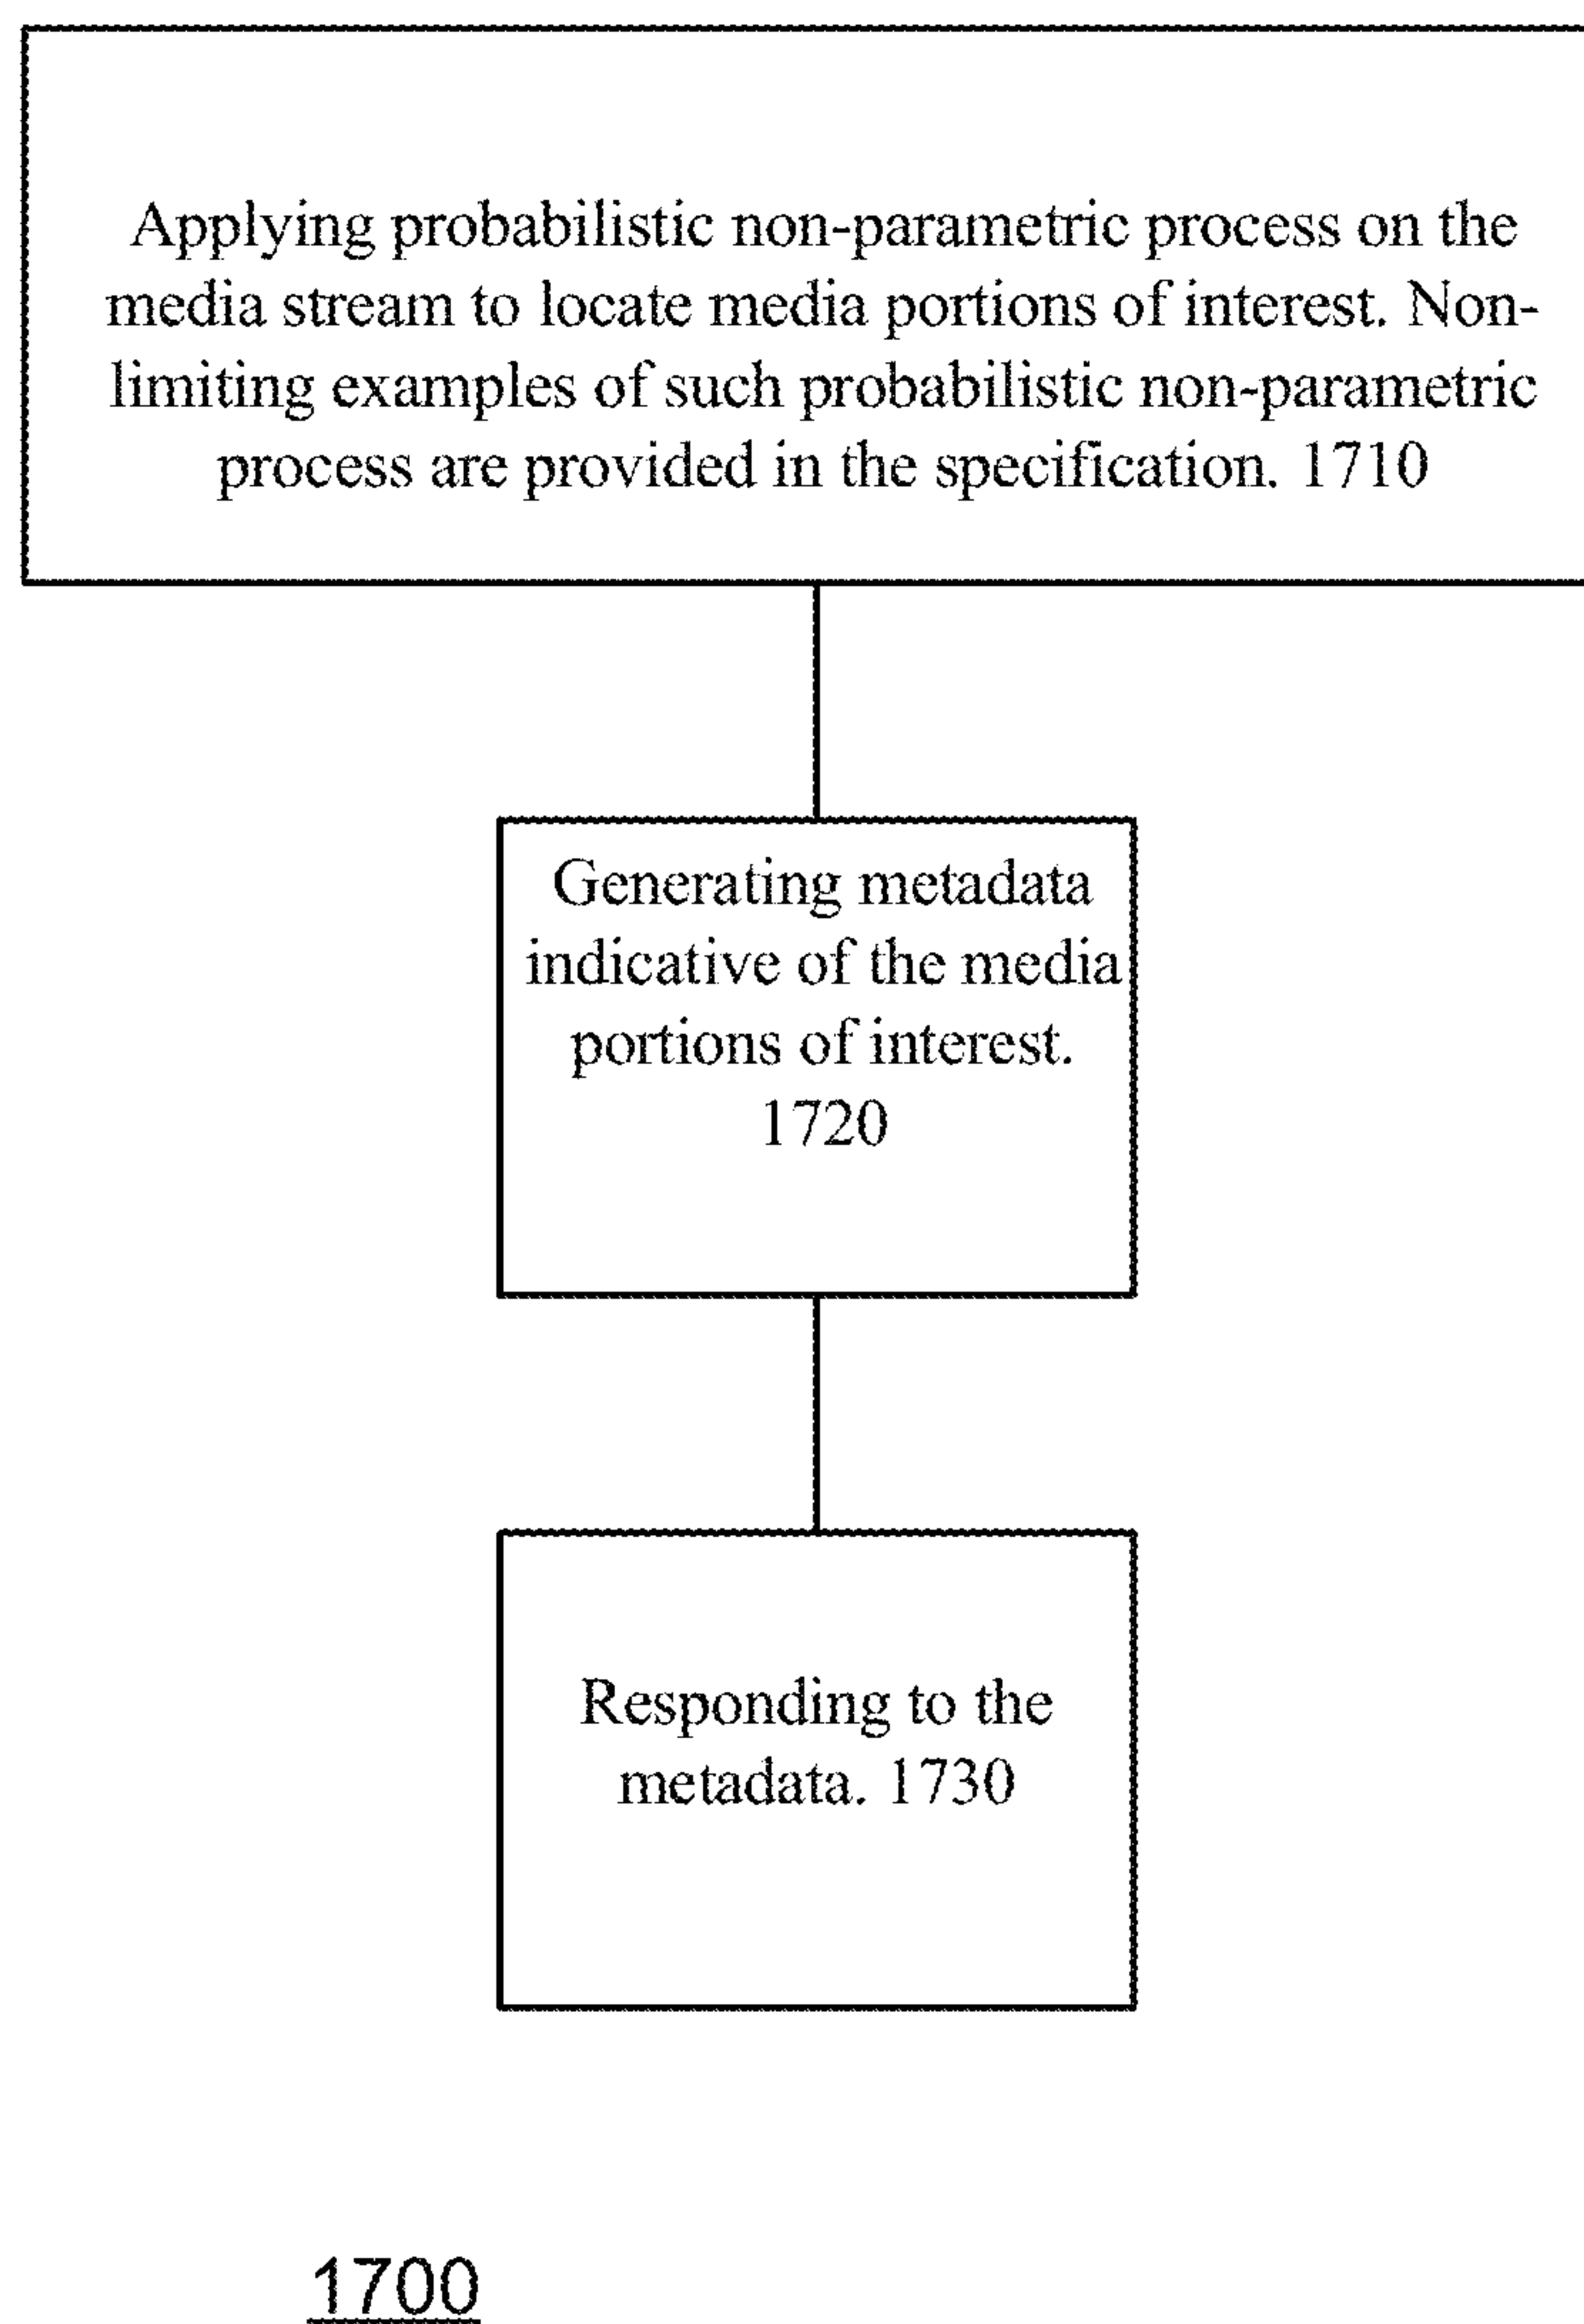 Applying probabilistic non-parametric process on the
media stream to locate media portions of interest. Non-
limiting examples of such probabilistic non-parametric
process are provided in the specification. 1710
Generating metadata
indicative of the media
portions of interest.
1720
Responding to the
metadata. 1730
1700